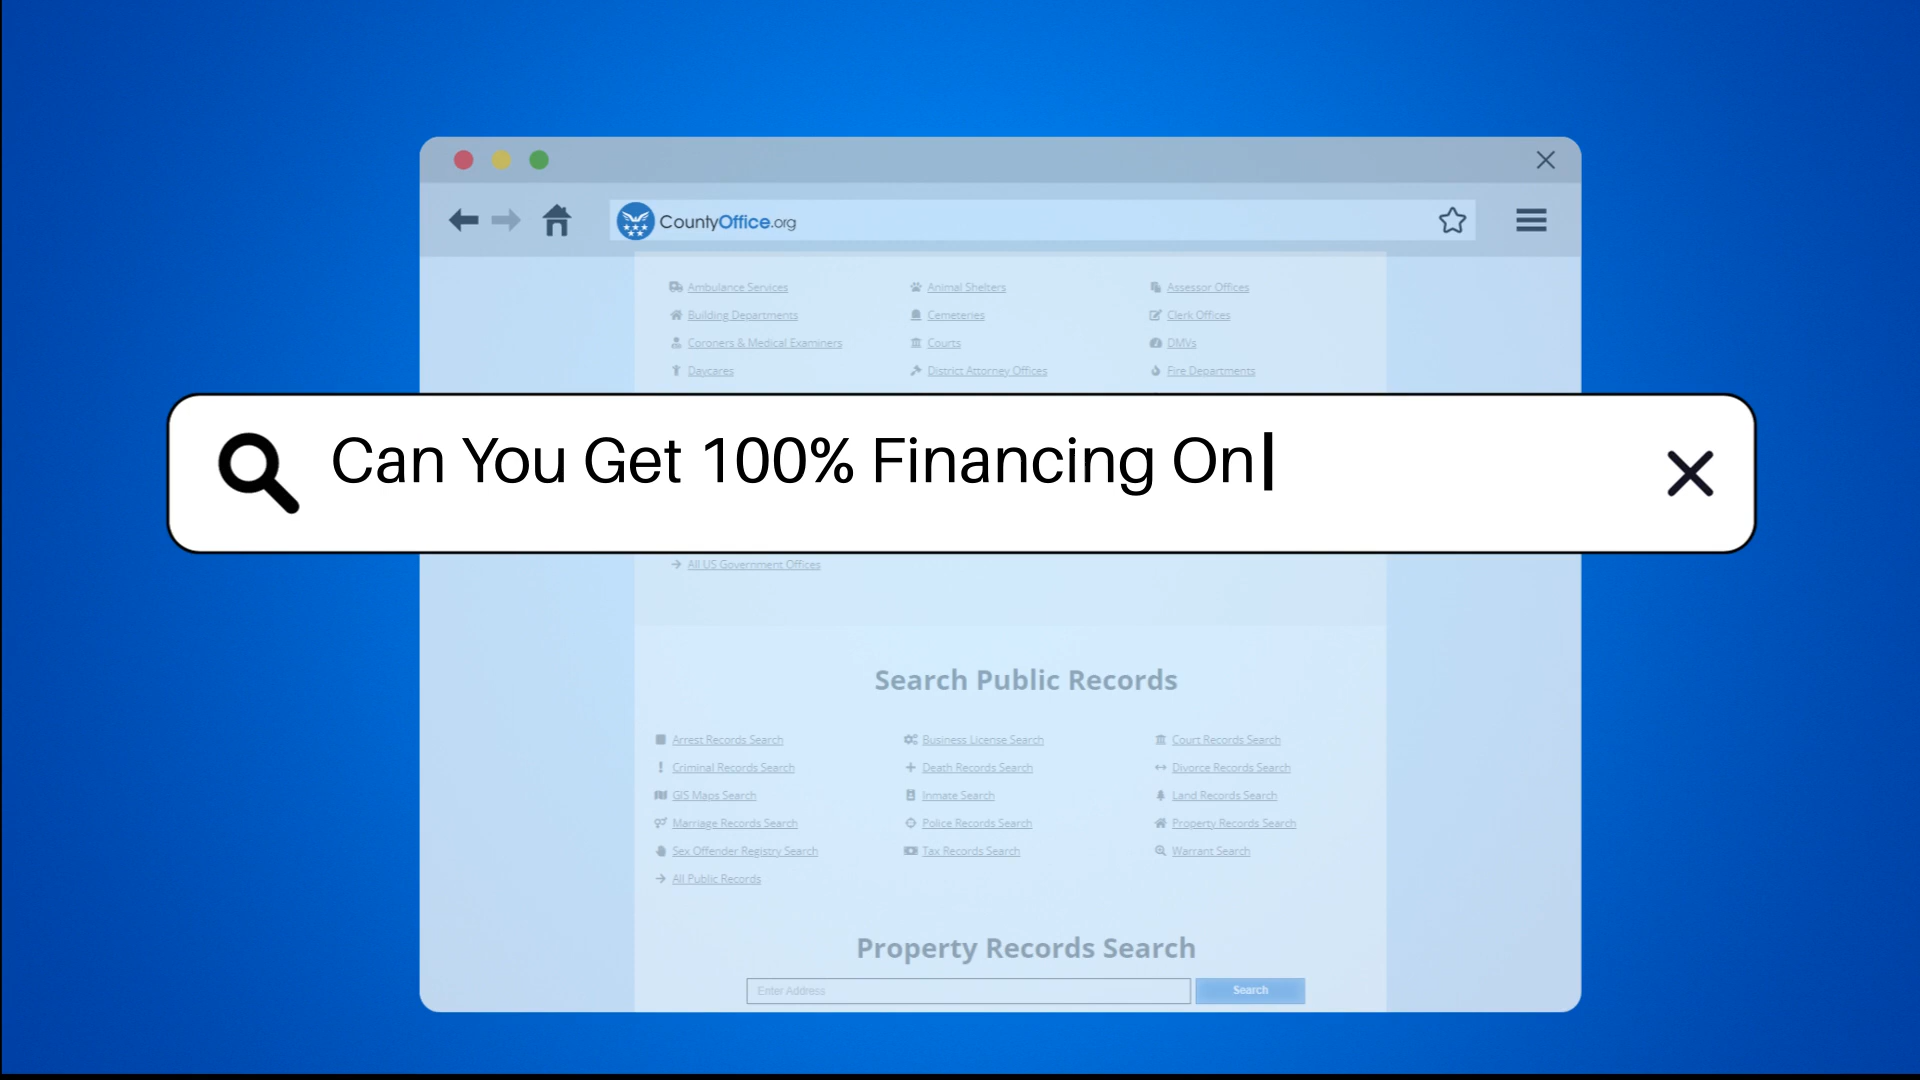 CountyOffice.org
Ambulance Services
Animal Shelters
Assessor Offices
Building Departments
Cemeteries
Clerk Offices
Coroners & Medical Examiners
Courts
DMVs
Daycares
District Attorney Offices
Fire Departments
Can You Get 100% Financing On
All US Government Offices
Search Public Records
Arrest Records Search
Business License Search
Court Records Search
Criminal Records Search
Death Records Search
Divorce Records Search
GIS Maps Search
Inmate Search
Land Records Search
Marriage Records Search
Police Records Search
Property Records Search
Sex Offender Registry Search
Tax Records Search
Warrant Search
All Public Records
Property Records Search
Enter Address
Search